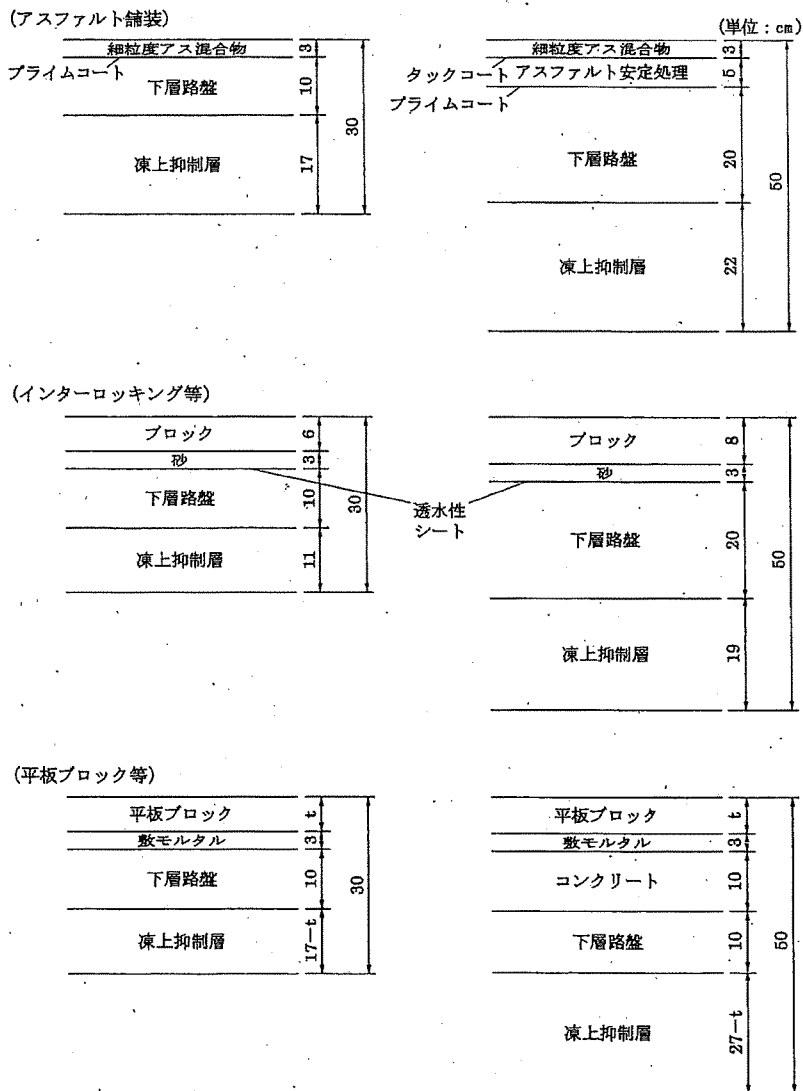 (アスファルト舗装)
(単位：cm)
細粒度アス混合物
3
プライムコート
下層路盤
10
凍上抑制層
17
30
細粒度アス混合物
3
タックコート
アスファルト安定処理
5
プライムコート
下層路盤
20
凍上抑制層
22
50
(インターロッキング等)
ブロック
6
砂
3
下層路盤
10
凍上抑制層
11
30
透水性
シート
ブロック
8
砂
3
下層路盤
20
凍上抑制層
19
50
(平板ブロック等)
平板ブロック
t
敷モルタル
3
下層路盤
10
凍上抑制層
17-t
30
平板ブロック
t
敷モルタル
3
コンクリート
10
下層路盤
10
凍上抑制層
27-t
50